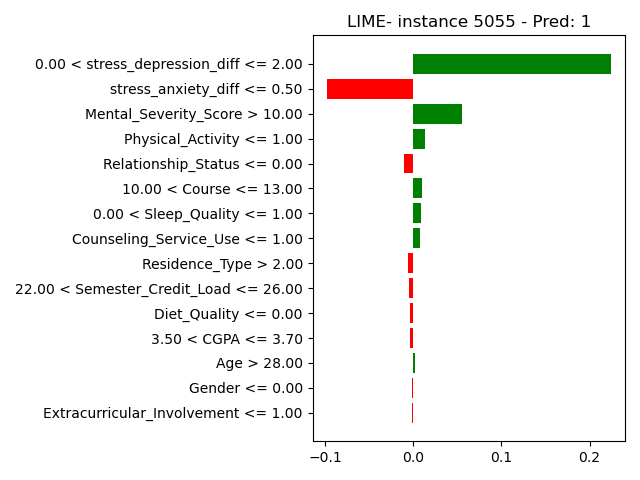 LIME- instance 5055 - Pred: 1
0.00 < stress_depression_diff <= 2.00
stress_anxiety_diff <= 0.50
Mental_Severity_Score > 10.00
Physical_Activity <= 1.00
Relationship_Status <= 0.00
10.00 < Course <= 13.00
0.00 < Sleep_Quality <= 1.00
Counseling_Service_Use <= 1.00
Residence_Type > 2.00
22.00 < Semester_Credit_Load <= 26.00
Diet_Quality <= 0.00
3.50 < CGPA <= 3.70
Age > 28.00
Gender <= 0.00
Extracurricular_Involvement <= 1.00
−0.1 0.0 0.1 0.2